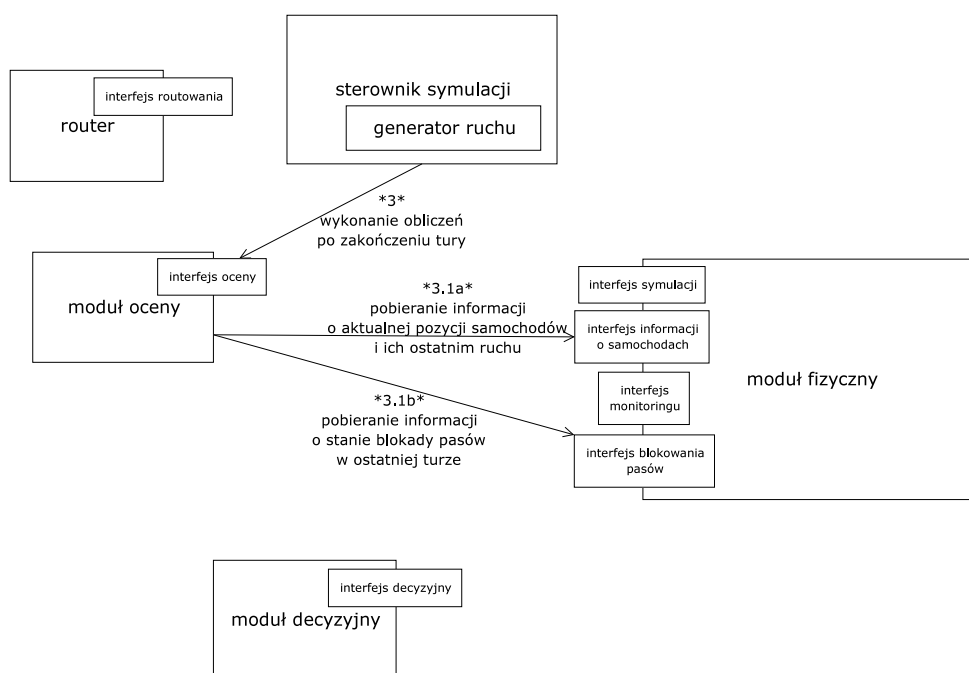 interfejs routowania
router
sterownik symulacji
generator ruchu
*3*
wykonanie obliczeń
po zakończeniu tury
interfejs oceny
moduł oceny
*3.1a*
pobieranie informacji
o aktualnej pozycji samochodów
i ich ostatnim ruchu
*3.1b*
pobieranie informacji
o stanie blokady pasów
w ostatniej turze
interfejs symulacji
interfejs informacji
o samochodach
interfejs
monitoringu
interfejs blokowania
pasów
moduł fizyczny
interfejs decyzyjny
moduł decyzyjny